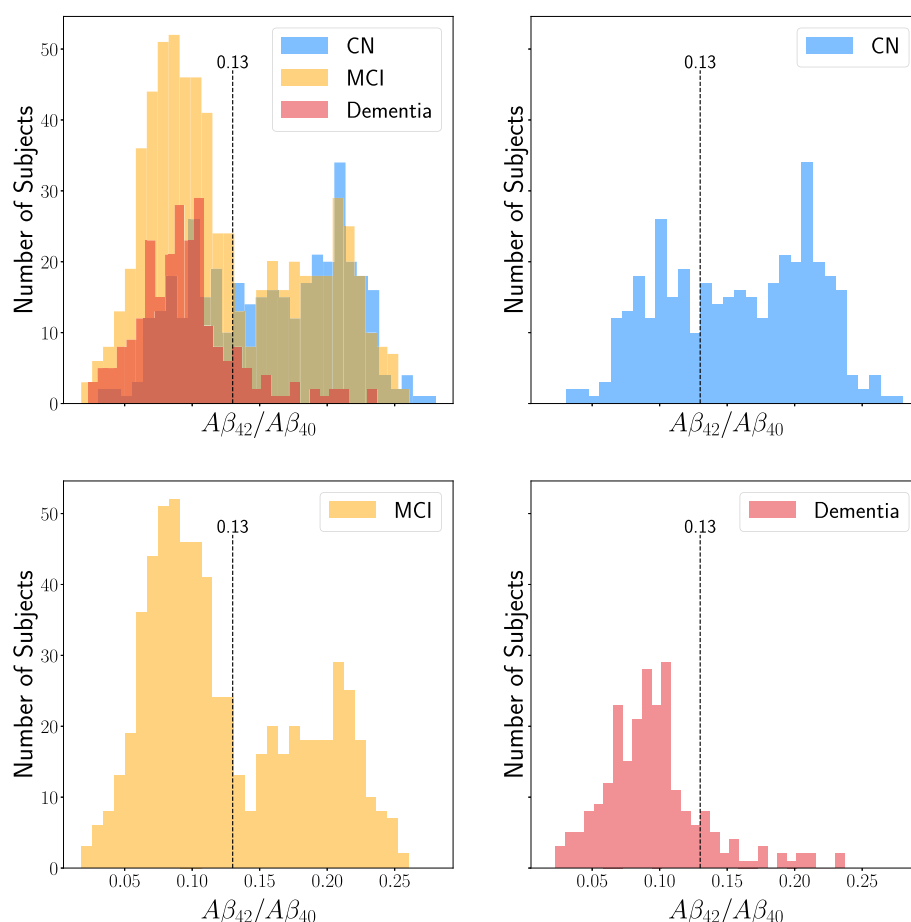 50
40
30
20
10
0
Number of Subjects
0.13
CN
MCI
Dementia
Aβ₄₂/Aβ₄₀
Number of Subjects
0.13
CN
Aβ₄₂/Aβ₄₀
50
40
30
20
10
0
Number of Subjects
0.13
MCI
0.05 0.10 0.15 0.20 0.25
Aβ₄₂/Aβ₄₀
Number of Subjects
0.13
Dementia
0.05 0.10 0.15 0.20 0.25
Aβ₄₂/Aβ₄₀